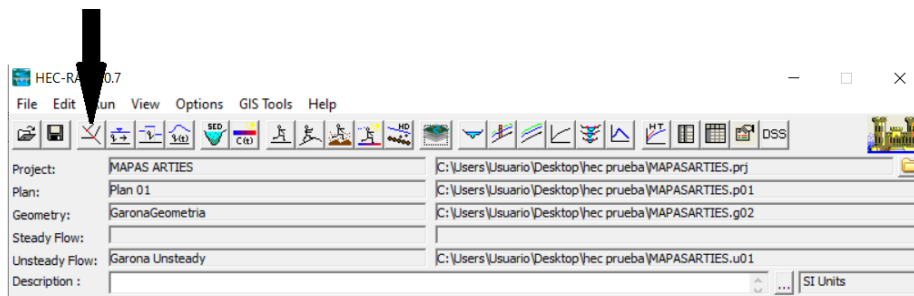 HEC-RA 0.7
File Edit un View Options GIS Tools Help
SED C(t) HD HT DSS
Project: MAPAS ARTIES C:\Users\Usuario\Desktop\hec prueba\MAPASARTIES.prj
Plan: Plan 01 C:\Users\Usuario\Desktop\hec prueba\MAPASARTIES.p01
Geometry: GaronaGeometria C:\Users\Usuario\Desktop\hec prueba\MAPASARTIES.g02
Steady Flow:
Unsteady Flow: Garona Unsteady C:\Users\Usuario\Desktop\hec prueba\MAPASARTIES.u01
Description : ... SI Units